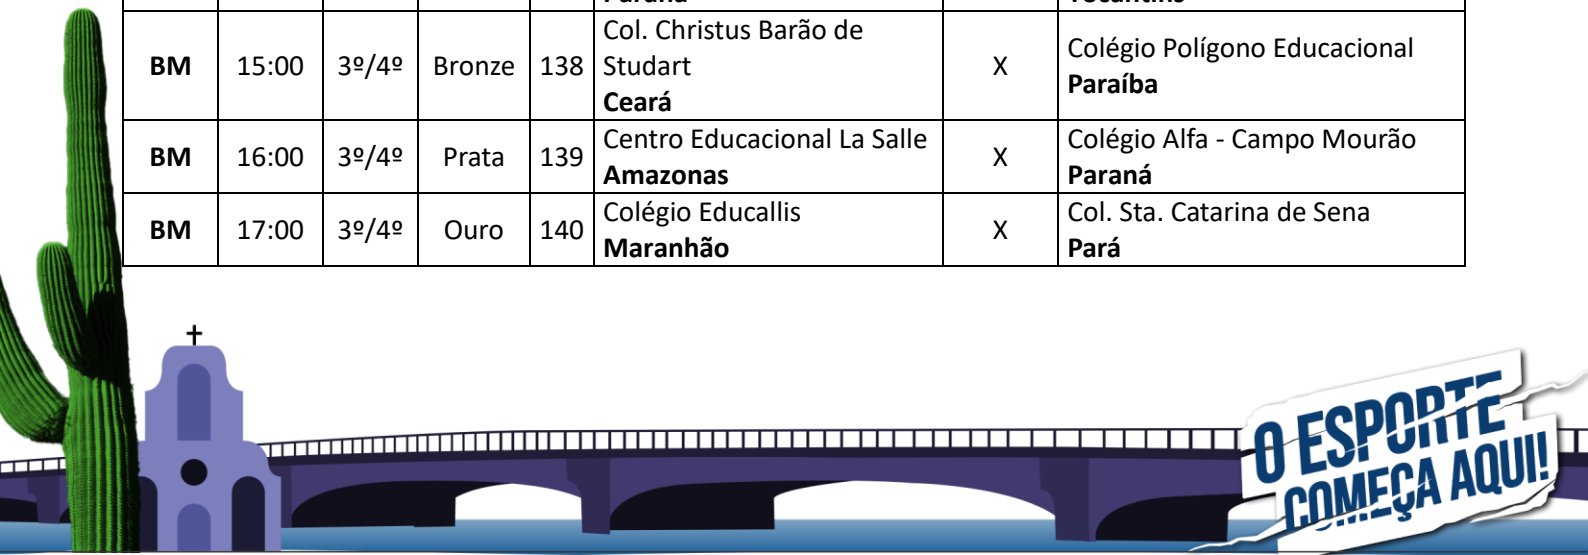 Paraná Tocantins
BM 15:00 3º/4º Bronze 138 Col. Christus Barão de Studart Ceará X Colégio Polígono Educacional Paraíba
BM 16:00 3º/4º Prata 139 Centro Educacional La Salle Amazonas X Colégio Alfa - Campo Mourão Paraná
BM 17:00 3º/4º Ouro 140 Colégio Educallis Maranhão X Col. Sta. Catarina de Sena Pará
O ESPORTE
COMEÇA AQUI!